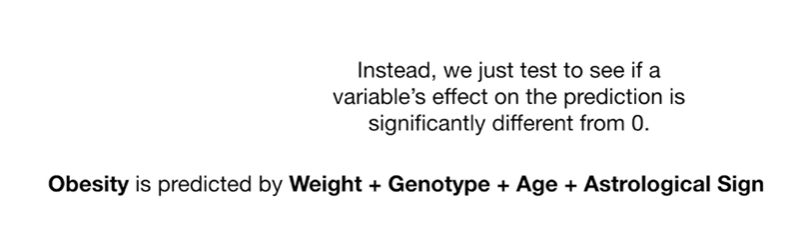 Instead, we just test to see if a
variable’s effect on the prediction is
significantly different from 0.
Obesity is predicted by Weight + Genotype + Age + Astrological Sign